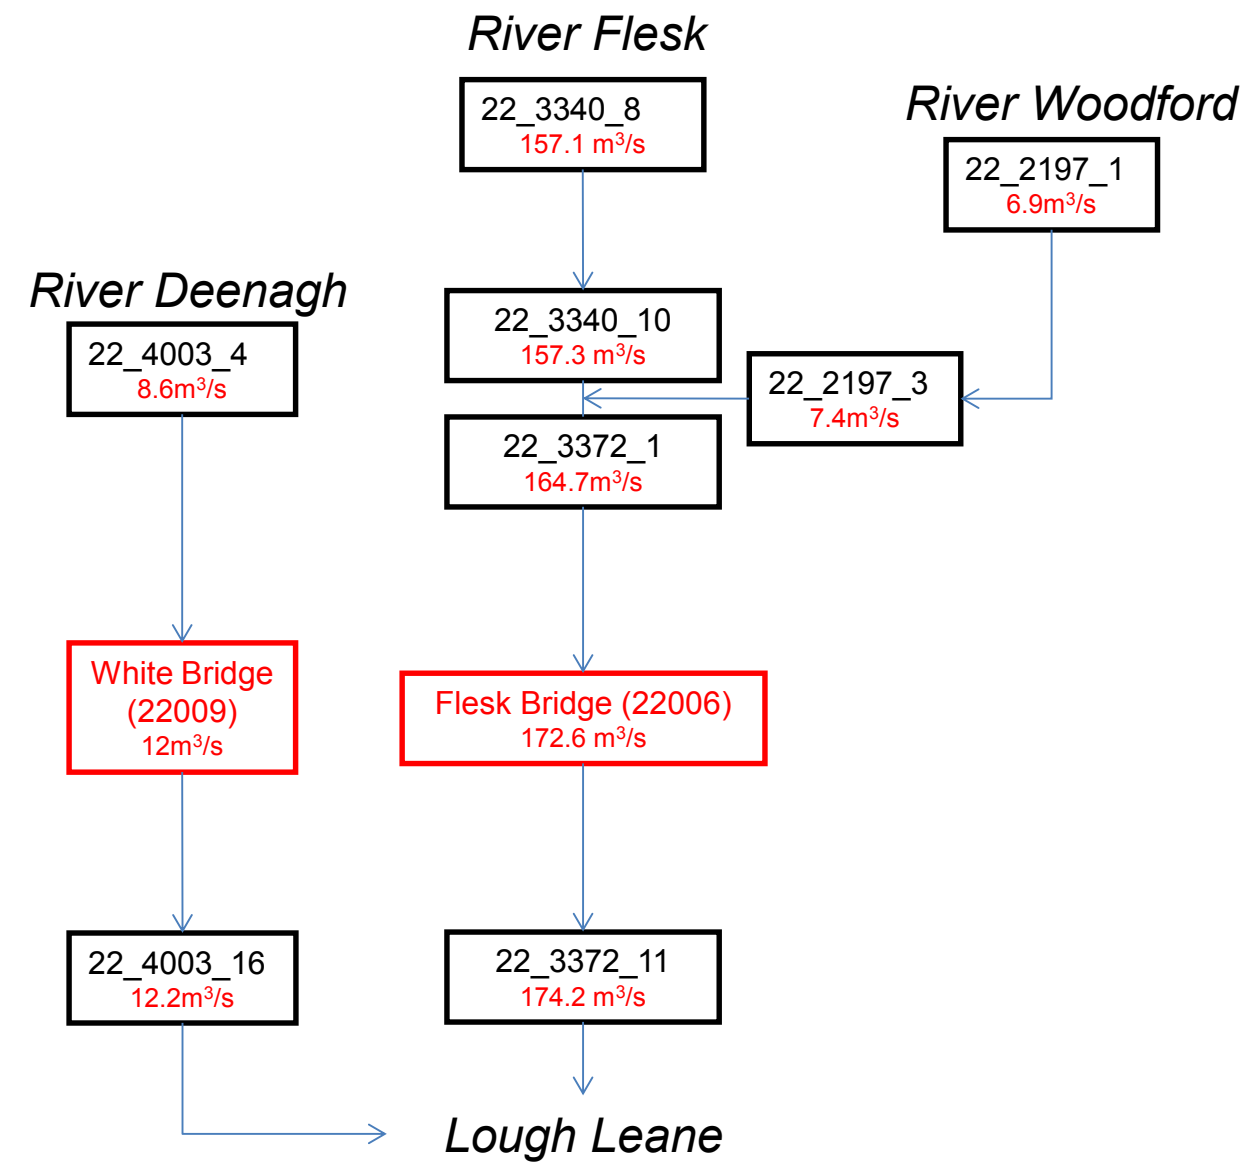 River Flesk
22_3340_8
157.1 m³/s
River Woodford
22_2197_1
6.9m³/s
River Deenagh
22_4003_4
8.6m³/s
22_3340_10
157.3 m³/s
22_2197_3
7.4m³/s
22_3372_1
164.7m³/s
White Bridge
(22009)
12m³/s
Flesk Bridge (22006)
172.6 m³/s
22_4003_16
12.2m³/s
22_3372_11
174.2 m³/s
Lough Leane